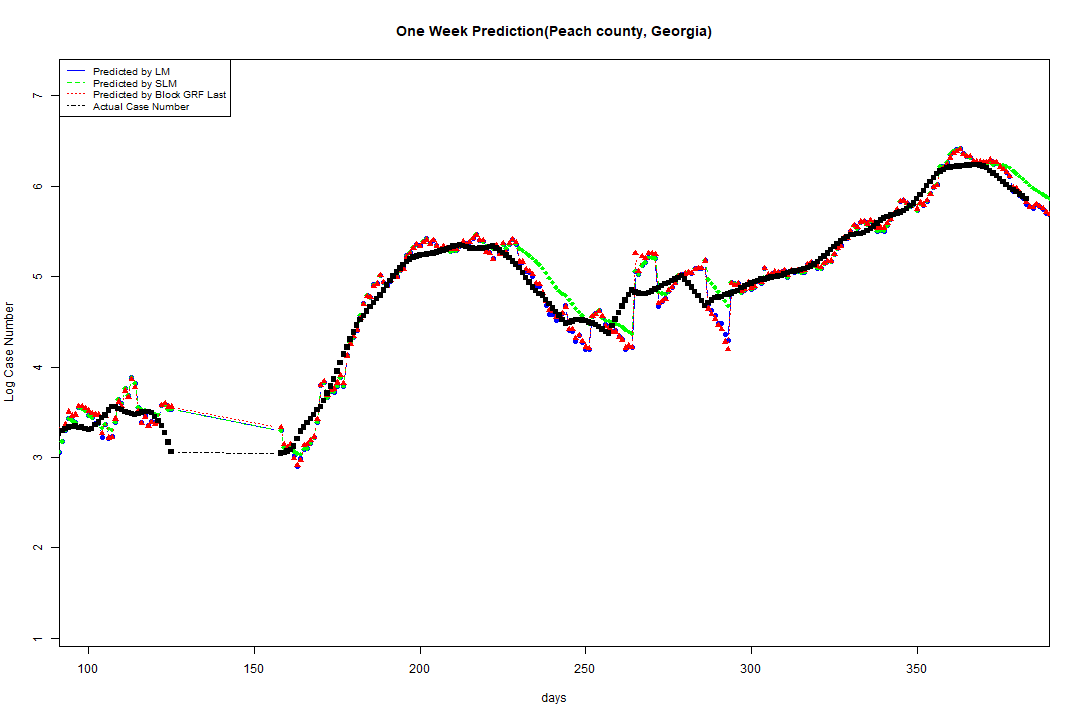 One Week Prediction(Peach county, Georgia)
Predicted by LM
Predicted by SLM
Predicted by Block GRF Last
Actual Case Number
7
6
5
4
3
2
1
Log Case Number
100 150 200 250 300 350
days